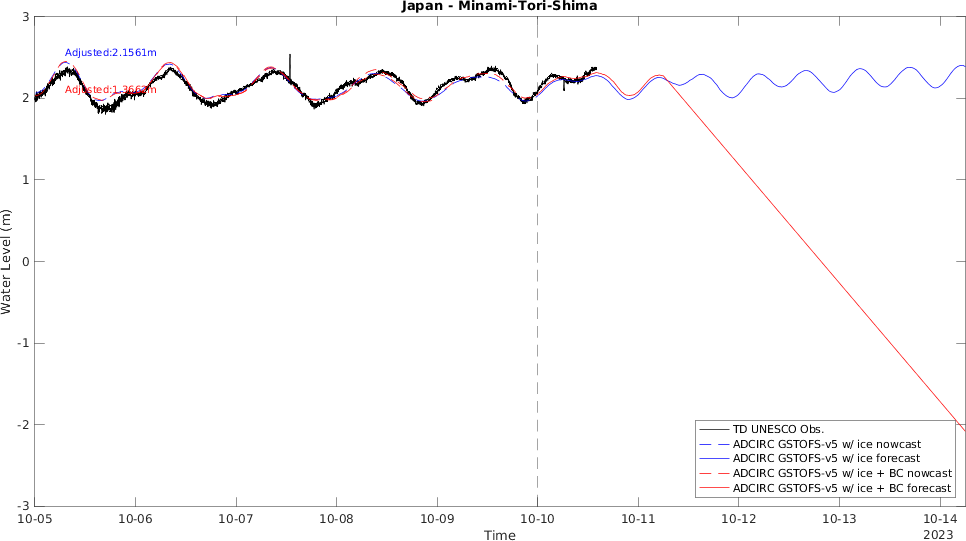 Japan - Minami-Tori-Shima
3
2
1
0
-1
-2
-3
Water Level (m)
Adjusted:2.1561m
TD UNESCO Obs.
ADCIRC GSTOFS-v5 w/ ice nowcast
ADCIRC GSTOFS-v5 w/ ice forecast
ADCIRC GSTOFS-v5 w/ ice + BC nowcast
ADCIRC GSTOFS-v5 w/ ice + BC forecast
10-05
10-06
10-07
10-08
10-09
10-10
10-11
10-12
10-13
10-14
2023
Time